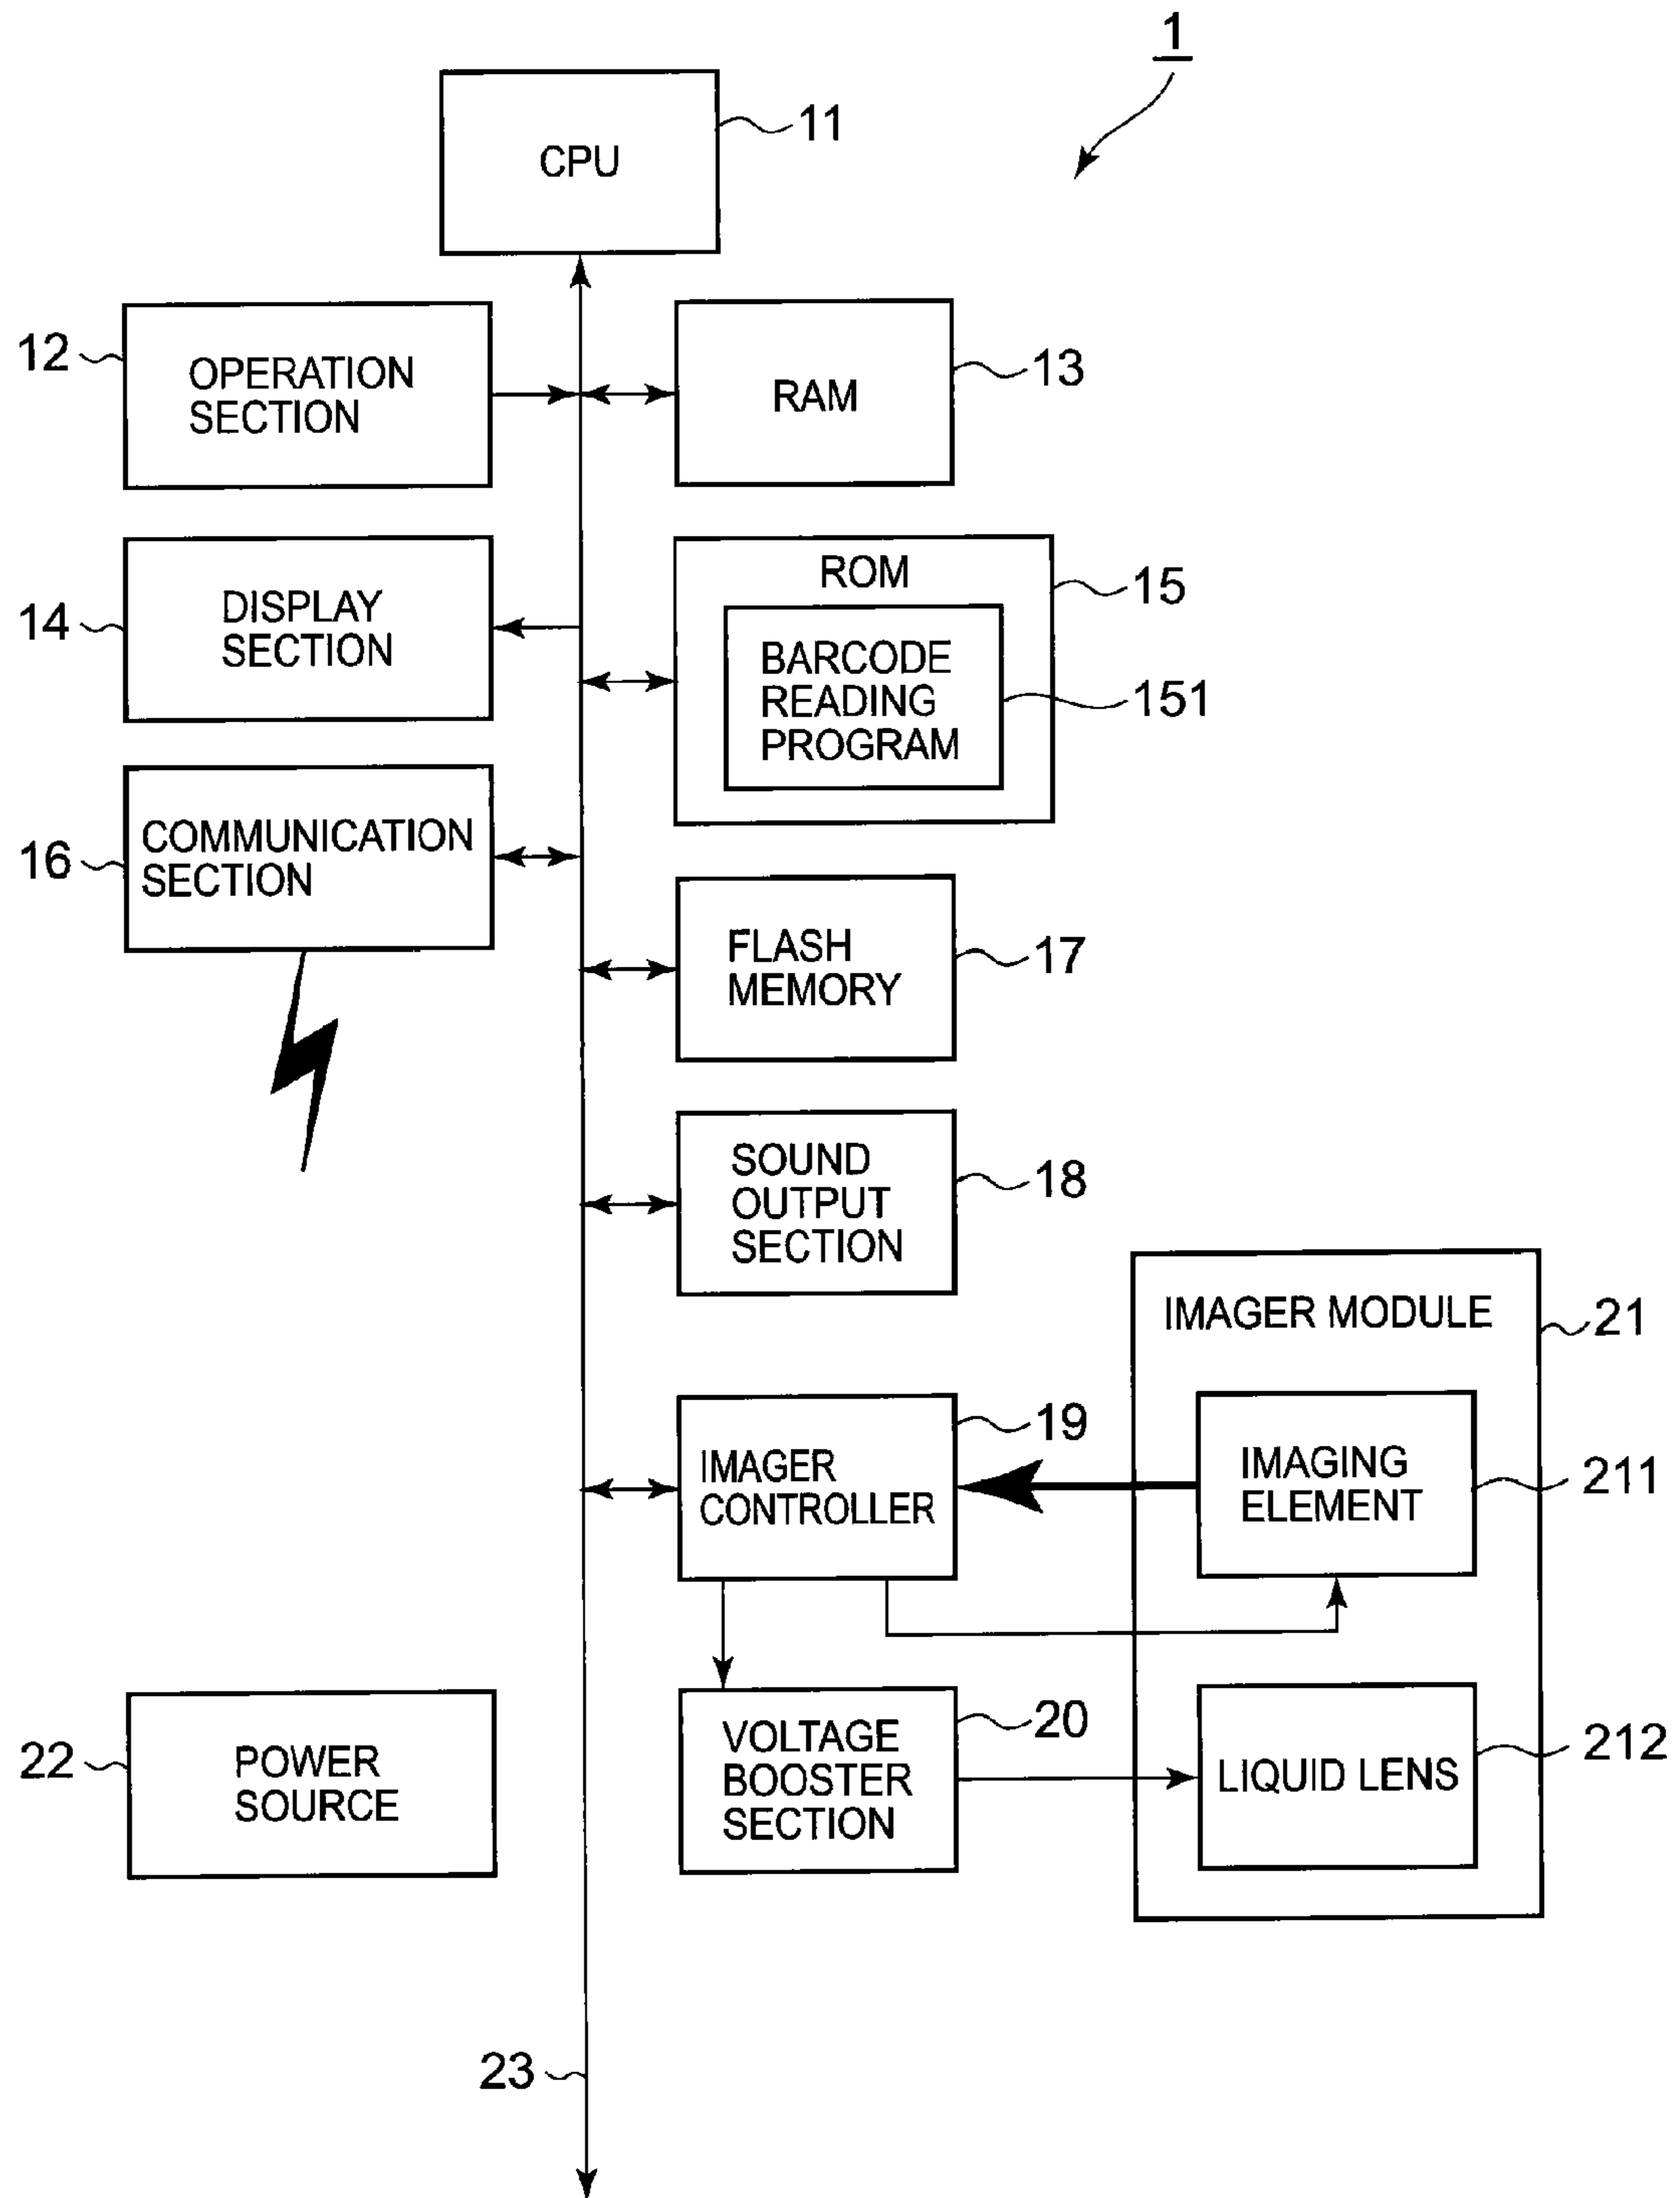 1
CPU
11
12
OPERATION
SECTION
RAM
13
14
DISPLAY
SECTION
ROM
15
BARCODE
READING
PROGRAM
151
16
COMMUNICATION
SECTION
FLASH
MEMORY
17
SOUND
OUTPUT
SECTION
18
IMAGER MODULE
21
IMAGER
CONTROLLER
19
IMAGING
ELEMENT
211
22
POWER
SOURCE
VOLTAGE
BOOSTER
SECTION
20
LIQUID LENS
212
23